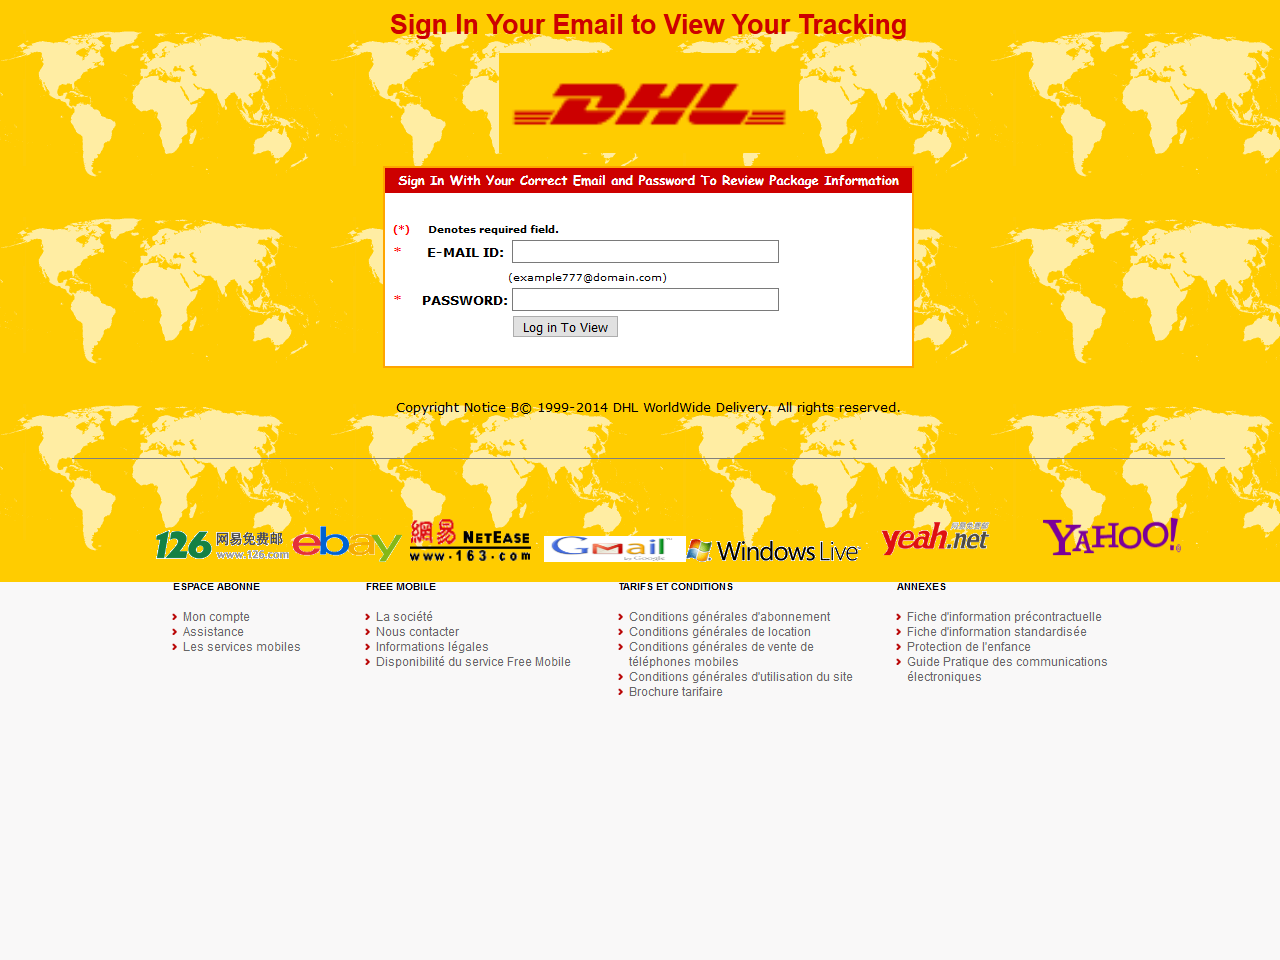 Sign In Your Email to View Your Tracking
DHL
Sign In With Your Correct Email and Password To Review Package Information
(*) Denotes required field.
* E-MAIL ID:
(example777@domain.com)
* PASSWORD:
Log in To View
Copyright Notice В© 1999-2014 DHL WorldWide Delivery. All rights reserved.
126 网易免费邮
www.126.com
ebay
網易 NETEASE
www.163.com
Gmail
by Google
Windows Live
yeah.net 网易免费邮
YAHOO!
ESPACE ABONNE
Mon compte
Assistance
Les services mobiles
FREE MOBILE
La société
Nous contacter
Informations légales
Disponibilité du service Free Mobile
TARIFS ET CONDITIONS
Conditions générales d'abonnement
Conditions générales de location
Conditions générales de vente de
téléphones mobiles
Conditions générales d'utilisation du site
Brochure tarifaire
ANNEXES
Fiche d'information précontractuelle
Fiche d'information standardisée
Protection de l'enfance
Guide Pratique des communications
électroniques